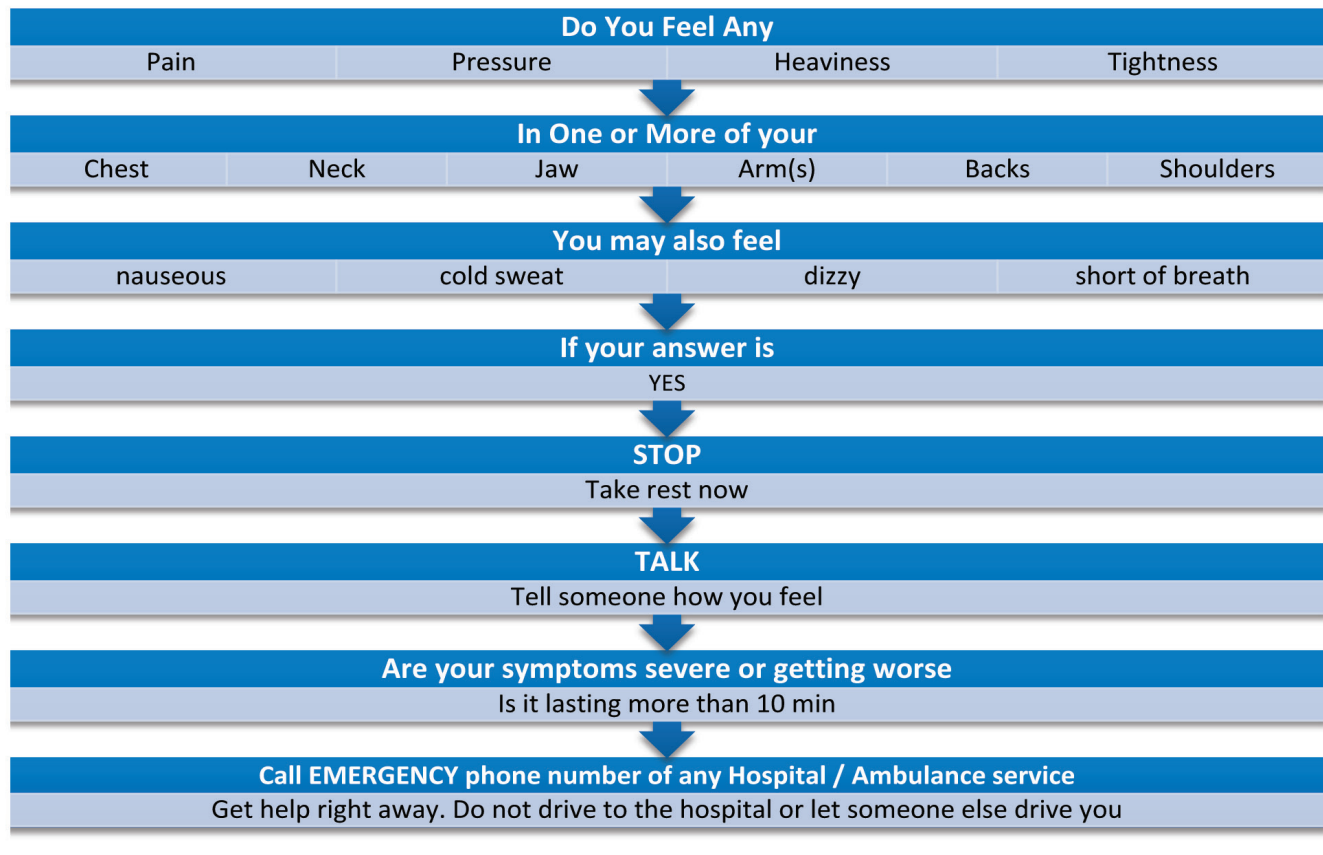 Do You Feel Any
Pain Pressure Heaviness Tightness
In One or More of your
Chest Neck Jaw Arm(s) Backs Shoulders
You may also feel
nauseous cold sweat dizzy short of breath
If your answer is
YES
STOP
Take rest now
TALK
Tell someone how you feel
Are your symptoms severe or getting worse
Is it lasting more than 10 min
Call EMERGENCY phone number of any Hospital / Ambulance service
Get help right away. Do not drive to the hospital or let someone else drive you